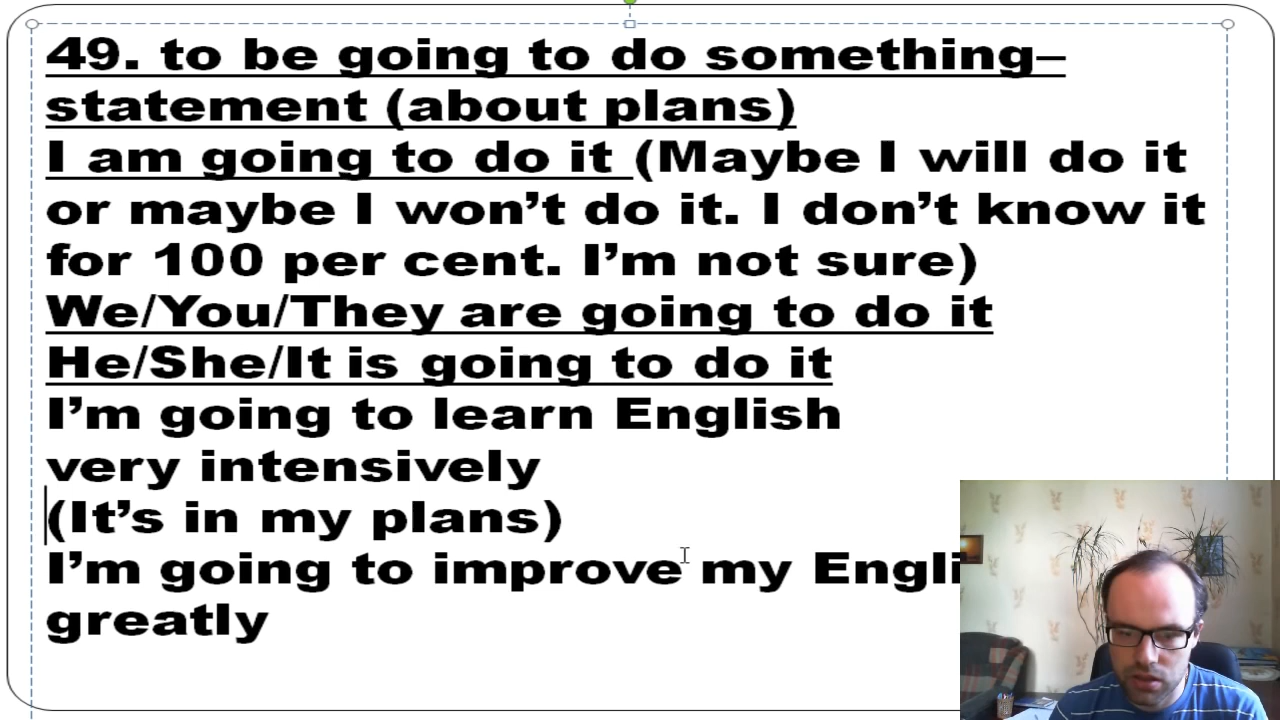 49. to be going to do something–
statement (about plans)
I am going to do it (Maybe I will do it
or maybe I won’t do it. I don’t know it
for 100 per cent. I’m not sure)
We/You/They are going to do it
He/She/It is going to do it
I’m going to learn English
very intensively
(It’s in my plans)
I’m going to improve my Engli
greatly